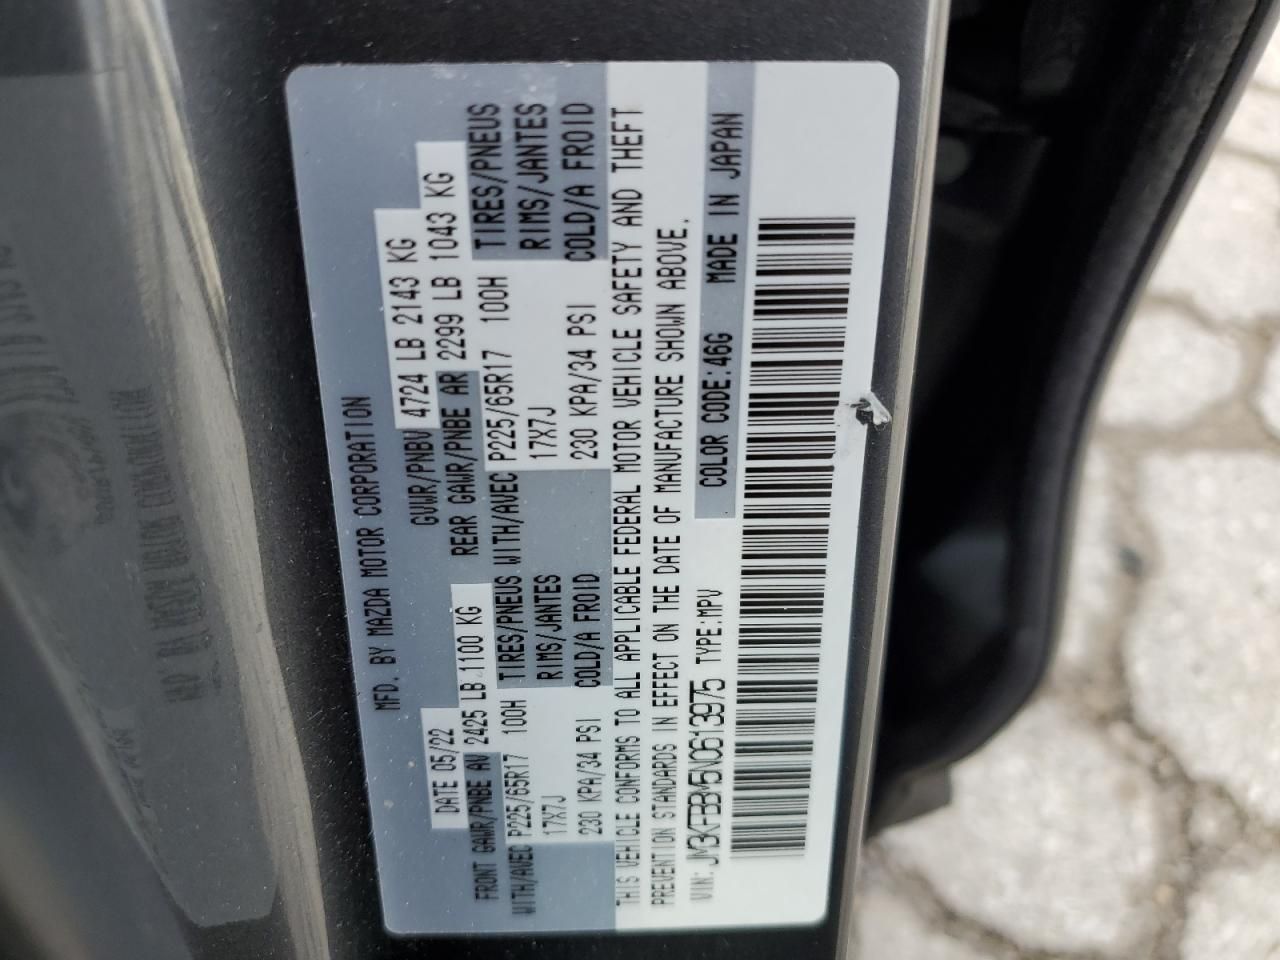 MFD. BY MAZDA MOTOR CORPORATION
DATE 05/22 GVWR/PNBV 4724 LB 2143 KG
FRONT GAWR/PNBE AV 2425 LB 1100 KG REAR GAWR/PNBE AR 2299 LB 1043 KG
WITH/AVEC P225/65R17 100H TIRES/PNEUS WITH/AVEC P225/65R17 100H TIRES/PNEUS
17X7J RIMS/JANTES 17X7J RIMS/JANTES
230 KPA/34 PSI COLD/A FROID 230 KPA/34 PSI COLD/A FROID
THIS VEHICLE CONFORMS TO ALL APPLICABLE FEDERAL MOTOR VEHICLE SAFETY AND THEFT
PREVENTION STANDARDS IN EFFECT ON THE DATE OF MANUFACTURE SHOWN ABOVE.
VIN: JM3KFBBM5N0613975 TYPE:MPV COLOR CODE:46G MADE IN JAPAN